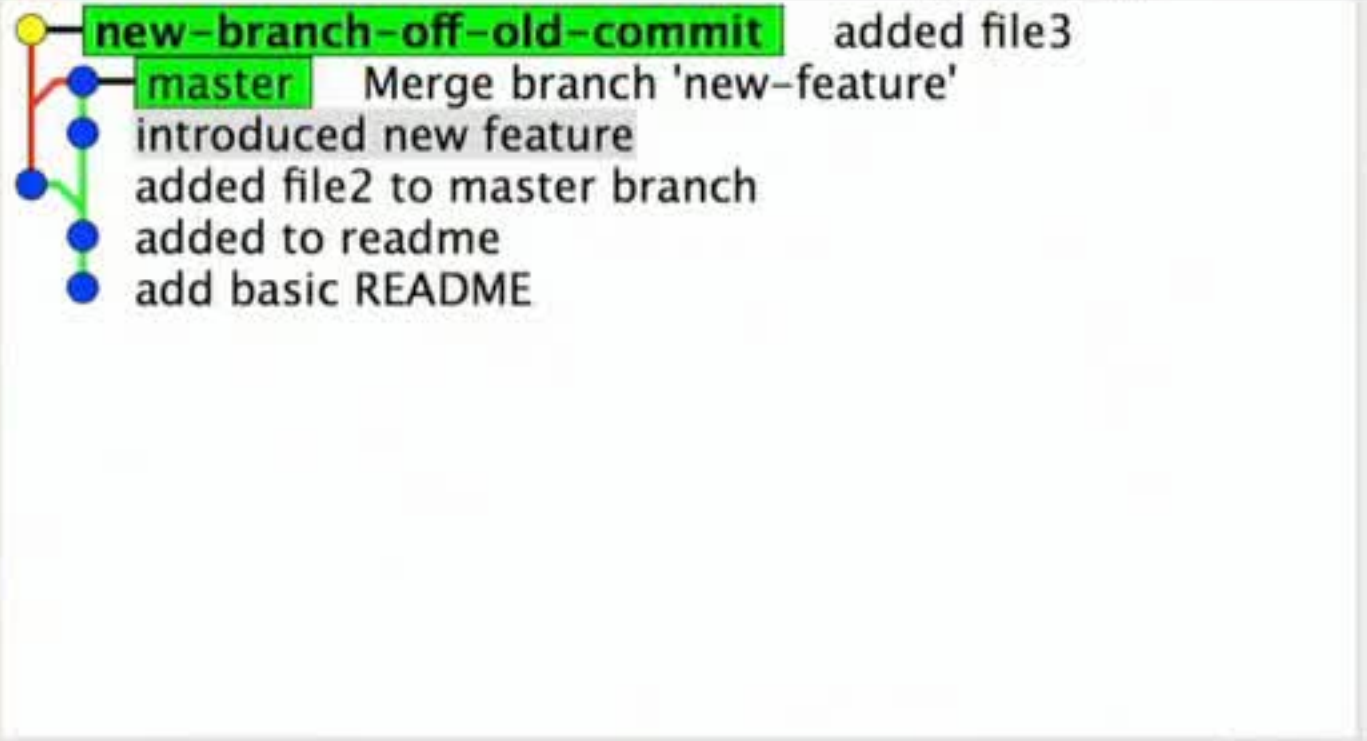 new-branch-off-old-commit added file3
master Merge branch 'new-feature'
introduced new feature
added file2 to master branch
added to readme
add basic README